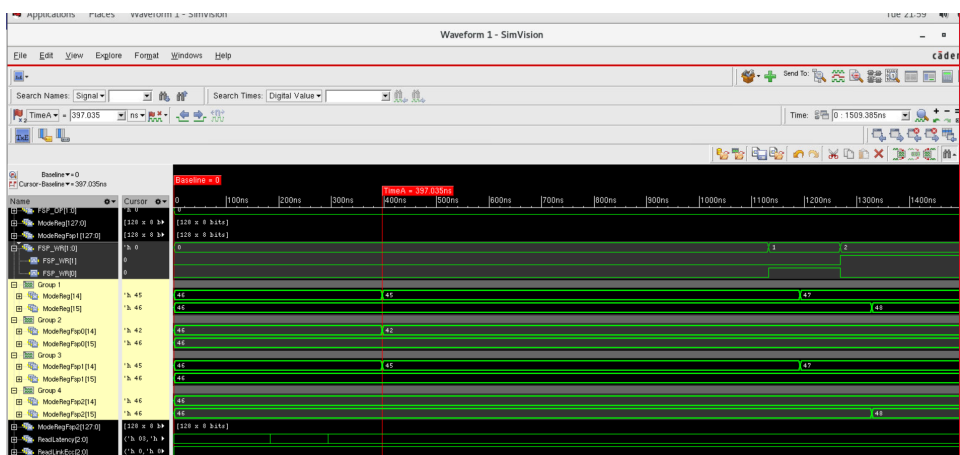 Applications Places Waveform 1 - SimVision Tue 21:59
Waveform 1 - SimVision
File Edit View Explore Format Windows Help cāden
Send To:
Search Names: Signal Search Times: Digital Value
TimeA = 397.035 ns Time: 0 : 1509.385ns
Baseline = 0
Cursor-Baseline = 397.035ns
Baseline = 0
TimeA = 397.035ns
Name Cursor 0 100ns 200ns 300ns 400ns 500ns 600ns 700ns 800ns 900ns 1000ns 1100ns 1200ns 1300ns 1400ns
FSP_OP[1:0] 'h 0 0
ModeReg[127:0] [128 x 8 b [128 x 8 bits]
ModeRegFsp1[127:0] [128 x 8 b [128 x 8 bits]
FSP_WR[1:0] 'h 0 0 1 2
FSP_WR[1] 0
FSP_WR[0] 0
Group 1
ModeReg[14] 'h 45 46 45 47
ModeReg[15] 'h 46 46 48
Group 2
ModeRegFsp0[14] 'h 42 46 42
ModeRegFsp0[15] 'h 46 46
Group 3
ModeRegFsp1[14] 'h 45 46 45 47
ModeRegFsp1[15] 'h 46 46
Group 4
ModeRegFsp2[14] 'h 46 46
ModeRegFsp2[15] 'h 46 46 48
ModeRegFsp2[127:0] [128 x 8 b [128 x 8 bits]
ReadLatency[2:0] ('h 03,'h
ReadLinkEcc[2:0] ('h 0,'h 0